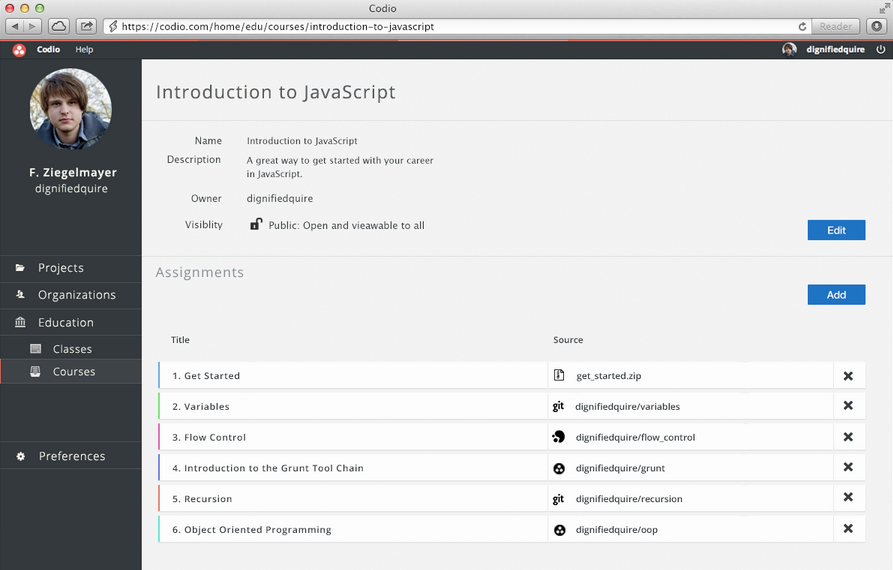 Codio
https://codio.com/home/edu/courses/introduction-to-javascript
Reader
Codio Help
dignifiedquire
F. Ziegelmayer
dignifiedquire
Projects
Organizations
Education
Classes
Courses
Preferences
Introduction to JavaScript
Name Introduction to JavaScript
Description A great way to get started with your career
in JavaScript.
Owner dignifiedquire
Visiblity Public: Open and vieawable to all
Edit
Assignments
Add
Title Source
1. Get Started get_started.zip
2. Variables git dignifiedquire/variables
3. Flow Control dignifiedquire/flow_control
4. Introduction to the Grunt Tool Chain dignifiedquire/grunt
5. Recursion git dignifiedquire/recursion
6. Object Oriented Programming dignifiedquire/oop